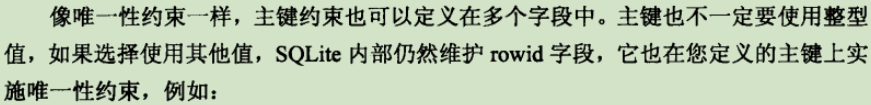 像唯一性约束一样，主键约束也可以定义在多个字段中。主键也不一定要使用整型
值，如果选择使用其他值，SQLite 内部仍然维护 rowid 字段，它也在您定义的主键上实
施唯一性约束，例如：